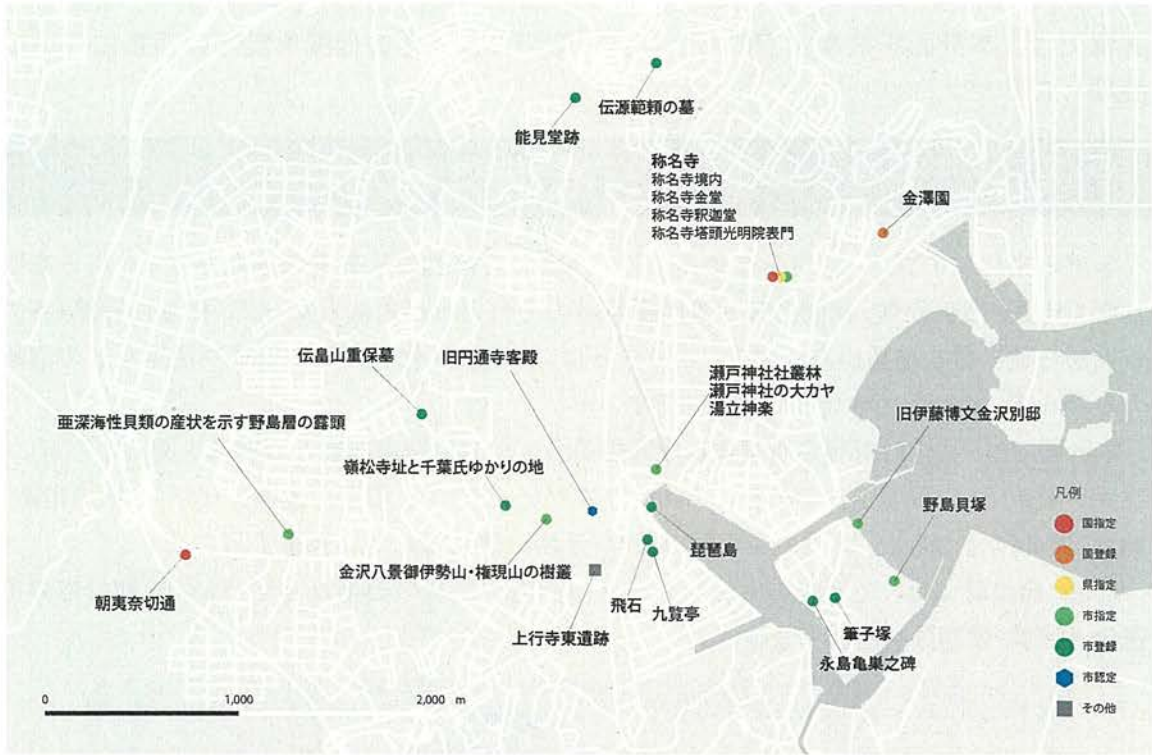 伝源範頼の墓
能見堂跡
称名寺
称名寺境内
称名寺金堂
称名寺釈迦堂
称名寺塔頭光明院表門
金澤園
伝畠山重保墓
旧円通寺客殿
瀬戸神社社叢林
瀬戸神社の大カヤ
湯立神楽
旧伊藤博文金沢別邸
亜深海性貝類の産状を示す野島層の露頭
嶺松寺址と千葉氏ゆかりの地
野島貝塚
琵琶島
金沢八景御伊勢山・権現山の樹叢
朝夷奈切通
飛石
九覧亭
上行寺東遺跡
筆子塚
永島亀巣之碑
凡例
国指定
国登録
県指定
市指定
市登録
市認定
その他
0 1,000 2,000 m